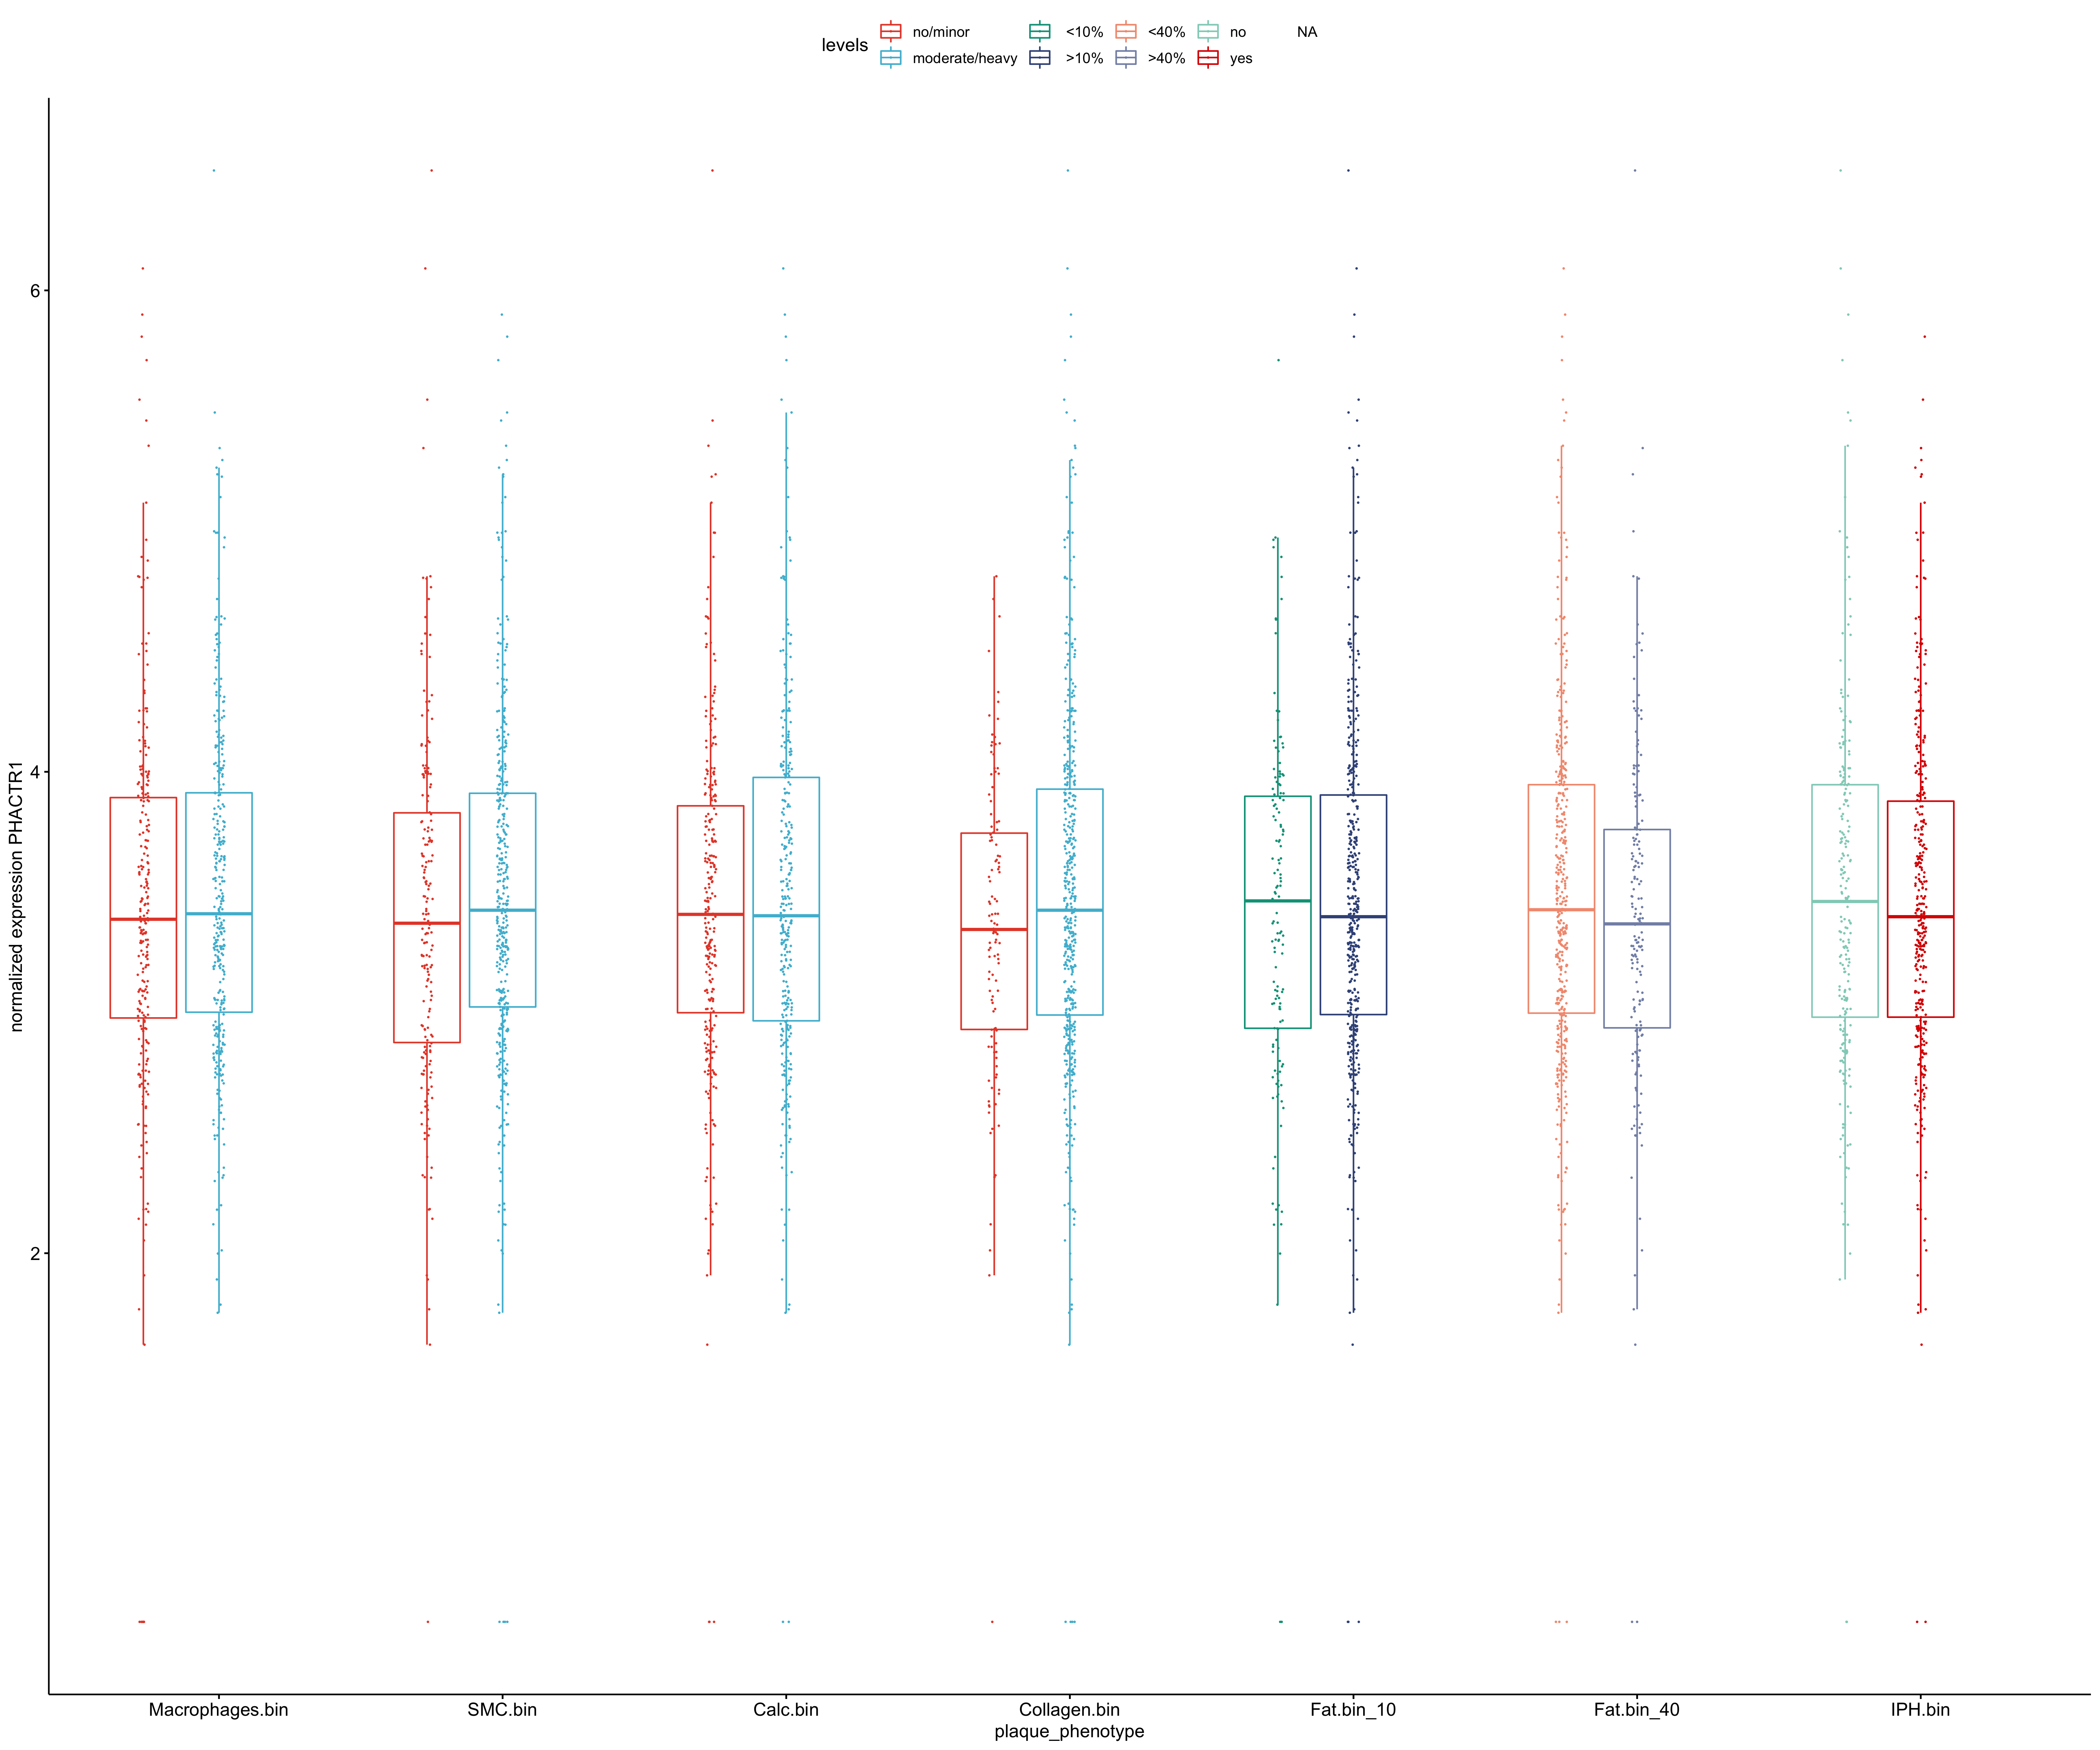 levels
no/minor
<10%
<40%
no
NA
moderate/heavy
>10%
>40%
yes
normalized expression PHACTR1
6
4
2
Macrophages.bin
SMC.bin
Calc.bin
Collagen.bin
Fat.bin_10
Fat.bin_40
IPH.bin
plaque_phenotype